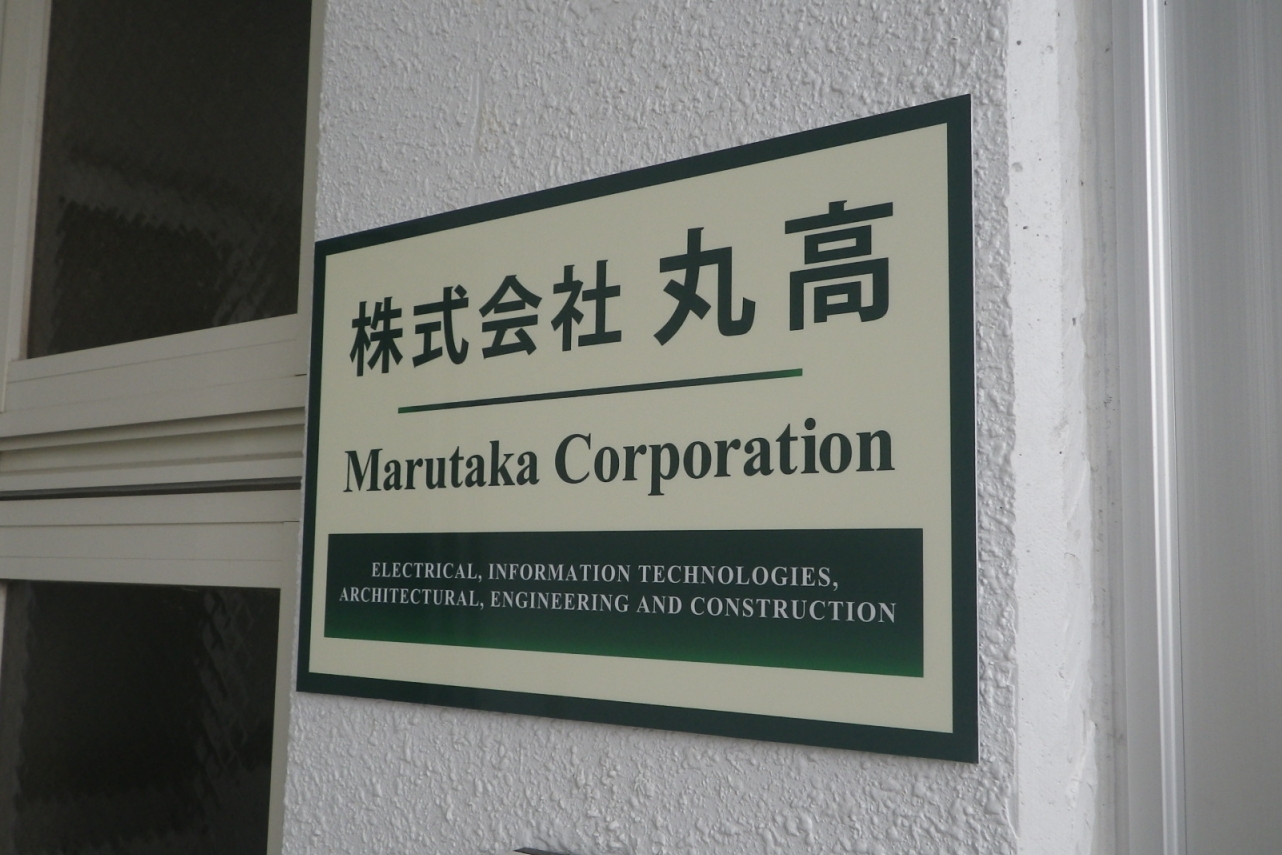 株式会社 丸高
Marutaka Corporation
ELECTRICAL, INFORMATION TECHNOLOGIES,
ARCHITECTURAL, ENGINEERING AND CONSTRUCTION